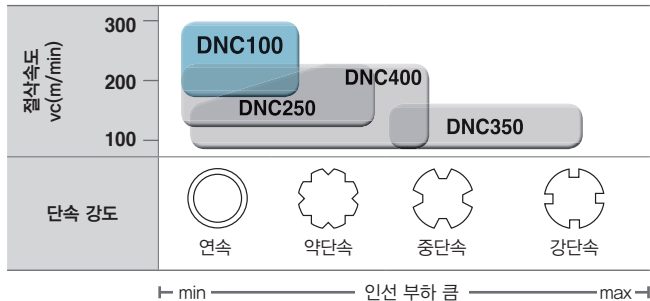 절삭속도
vc(m/min)
300
200
100
DNC100
DNC400
DNC250
DNC350
단속 강도
연속
약단속
중단속
강단속
min
인선 부하 큼
max